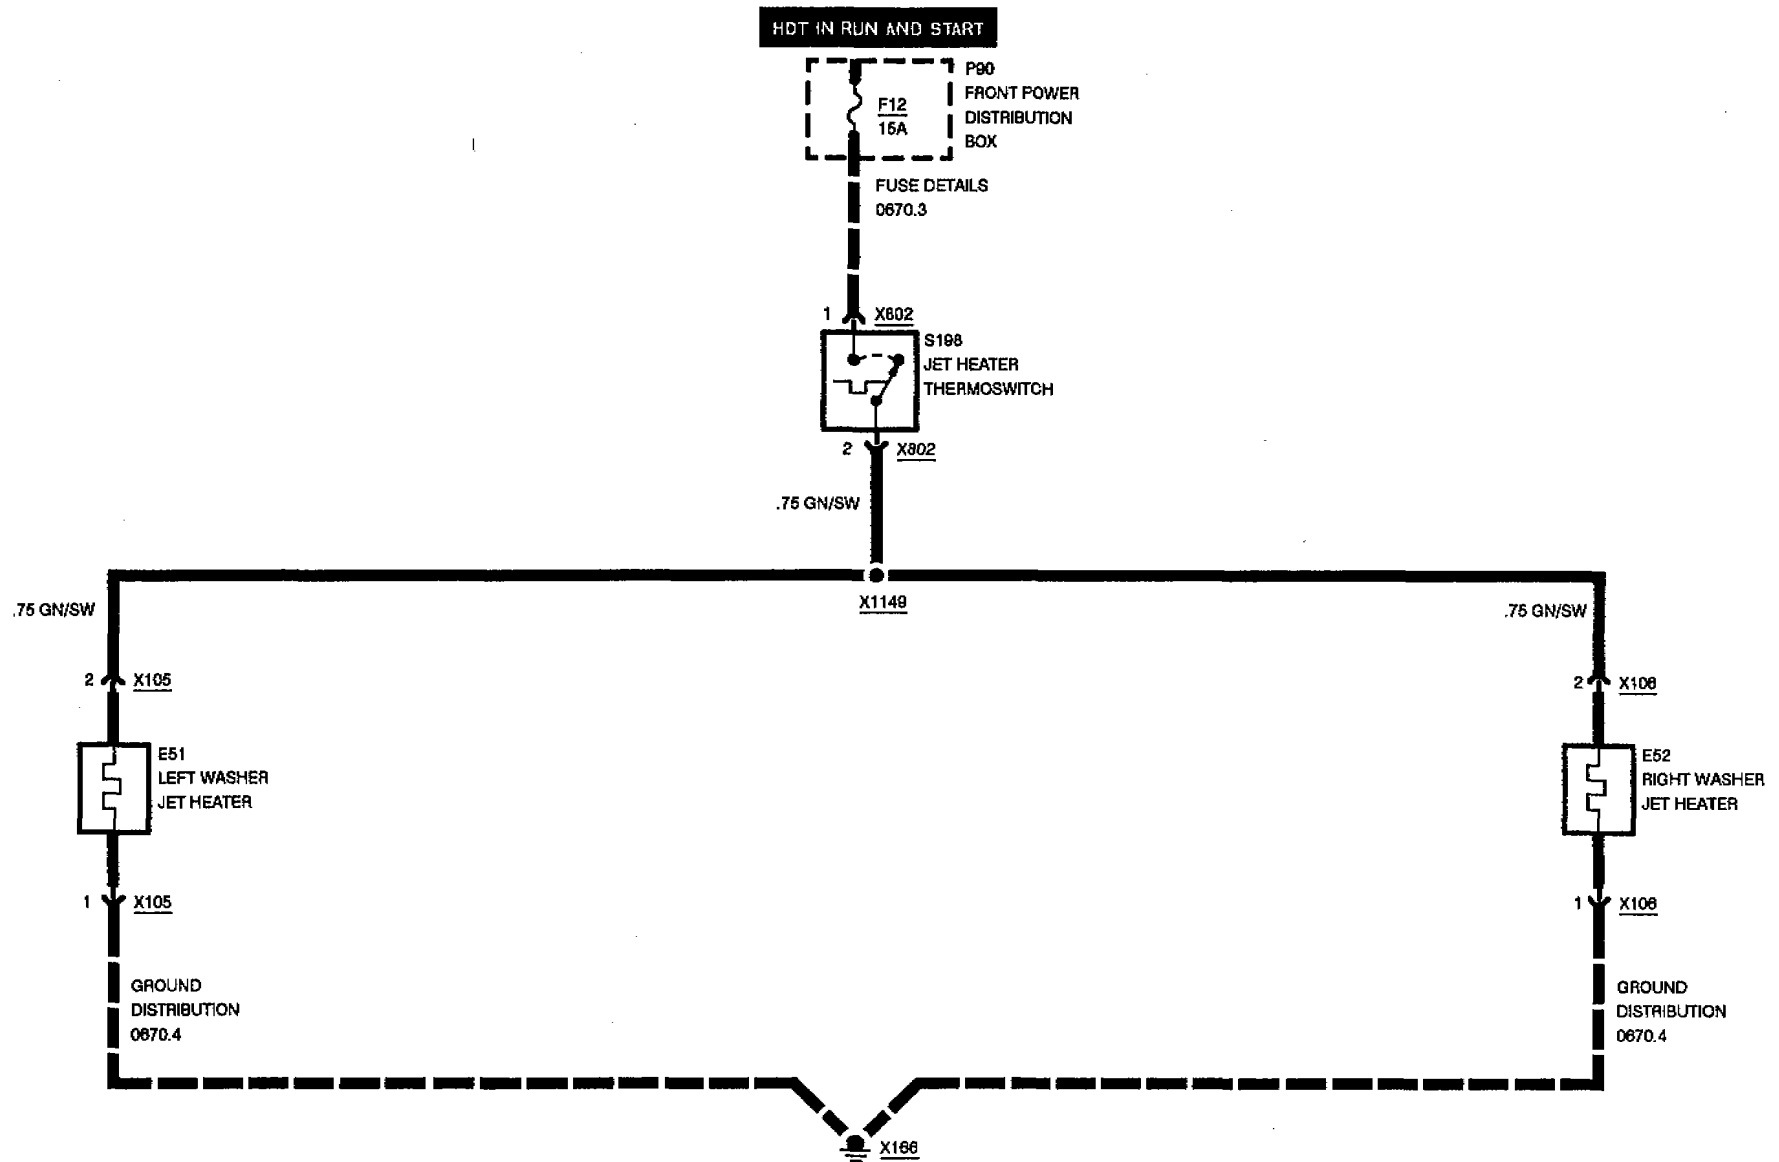 HOT IN RUN AND START
P90
FRONT POWER
DISTRIBUTION
BOX
F12
15A
FUSE DETAILS
0670.3
1
X802
S198
JET HEATER
THERMOSWITCH
2
X802
.75 GN/SW
X1149
.75 GN/SW
.75 GN/SW
2
X105
2
X106
E51
LEFT WASHER
JET HEATER
E52
RIGHT WASHER
JET HEATER
1
X105
1
X106
GROUND
DISTRIBUTION
0670.4
GROUND
DISTRIBUTION
0670.4
X166